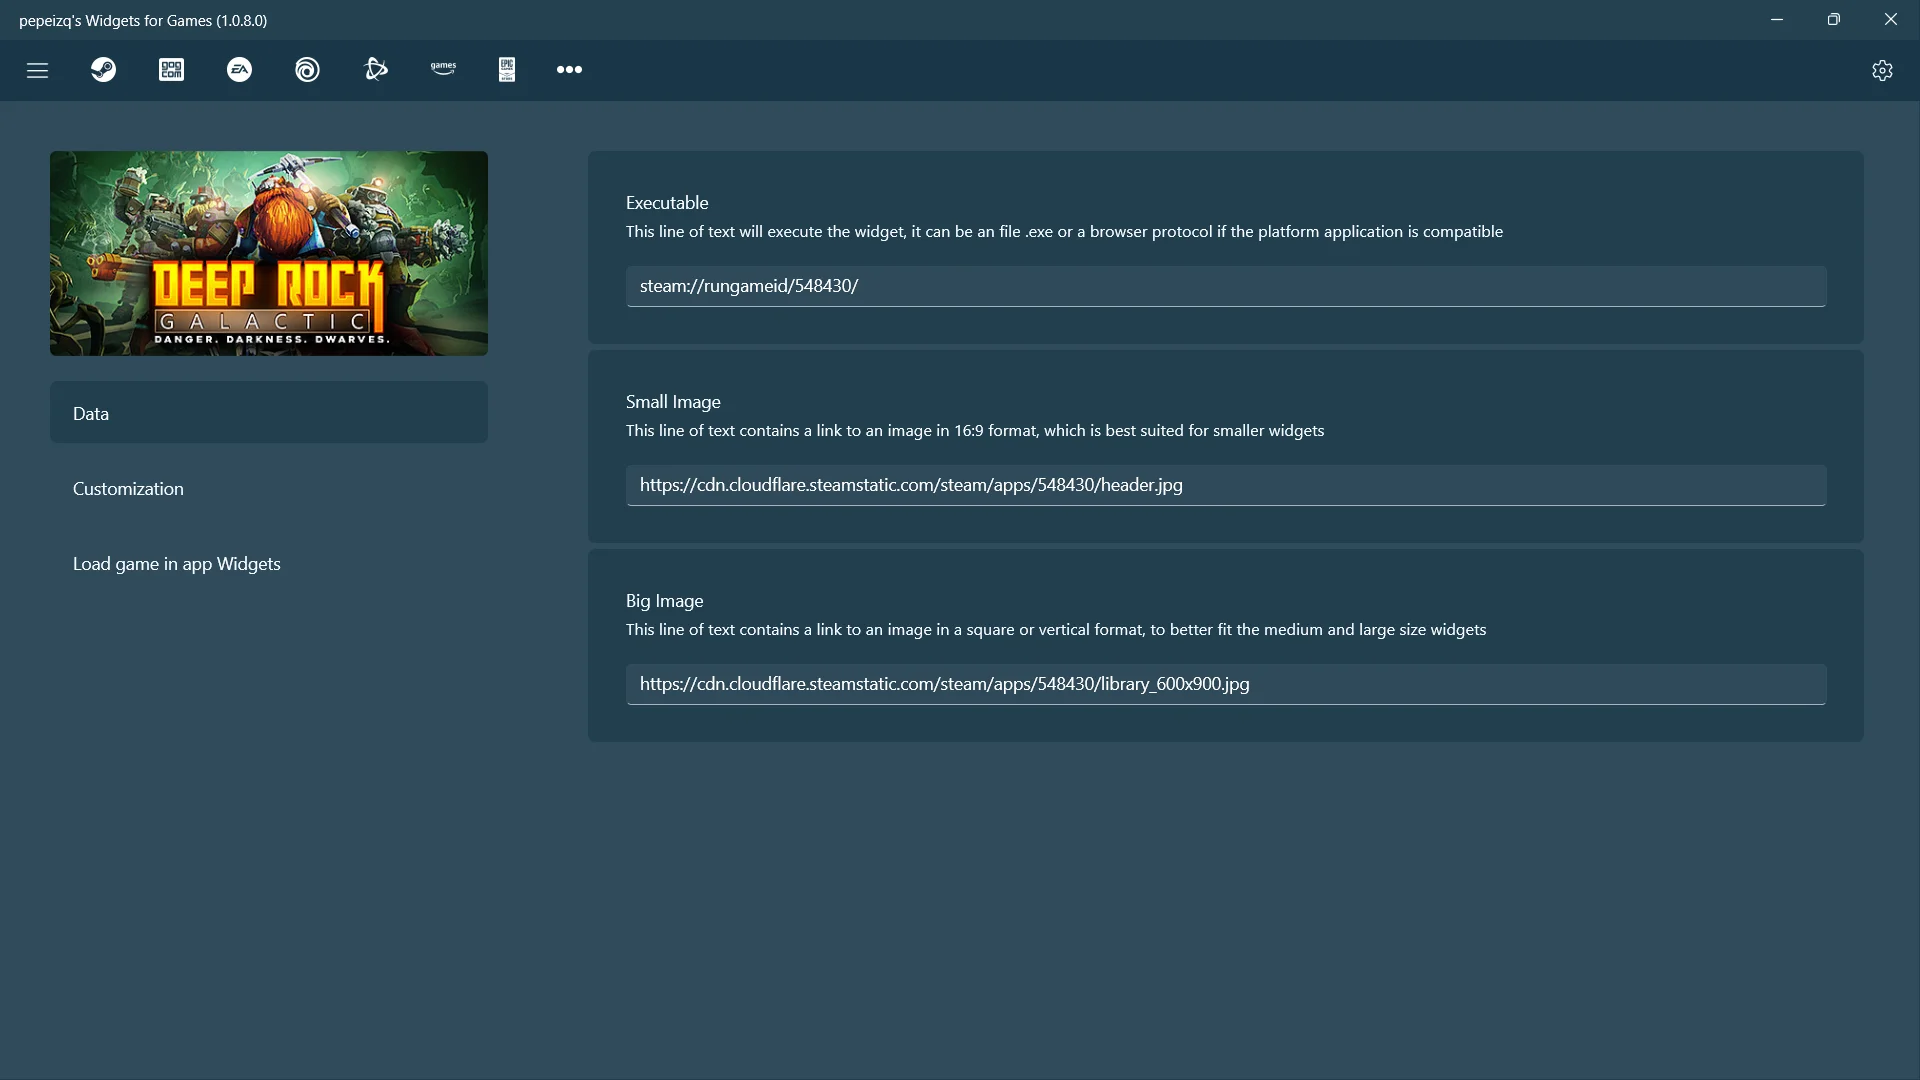 pepeizq's Widgets for Games (1.0.8.0)
GOG
COM
EA
games
EPIC
GAMES
STORE
DEEP ROCK
GALACTIC
DANGER. DARKNESS. DWARVES.
Data
Customization
Load game in app Widgets
Executable
This line of text will execute the widget, it can be an file .exe or a browser protocol if the platform application is compatible
steam://rungameid/548430/
Small Image
This line of text contains a link to an image in 16:9 format, which is best suited for smaller widgets
https://cdn.cloudflare.steamstatic.com/steam/apps/548430/header.jpg
Big Image
This line of text contains a link to an image in a square or vertical format, to better fit the medium and large size widgets
https://cdn.cloudflare.steamstatic.com/steam/apps/548430/library_600x900.jpg